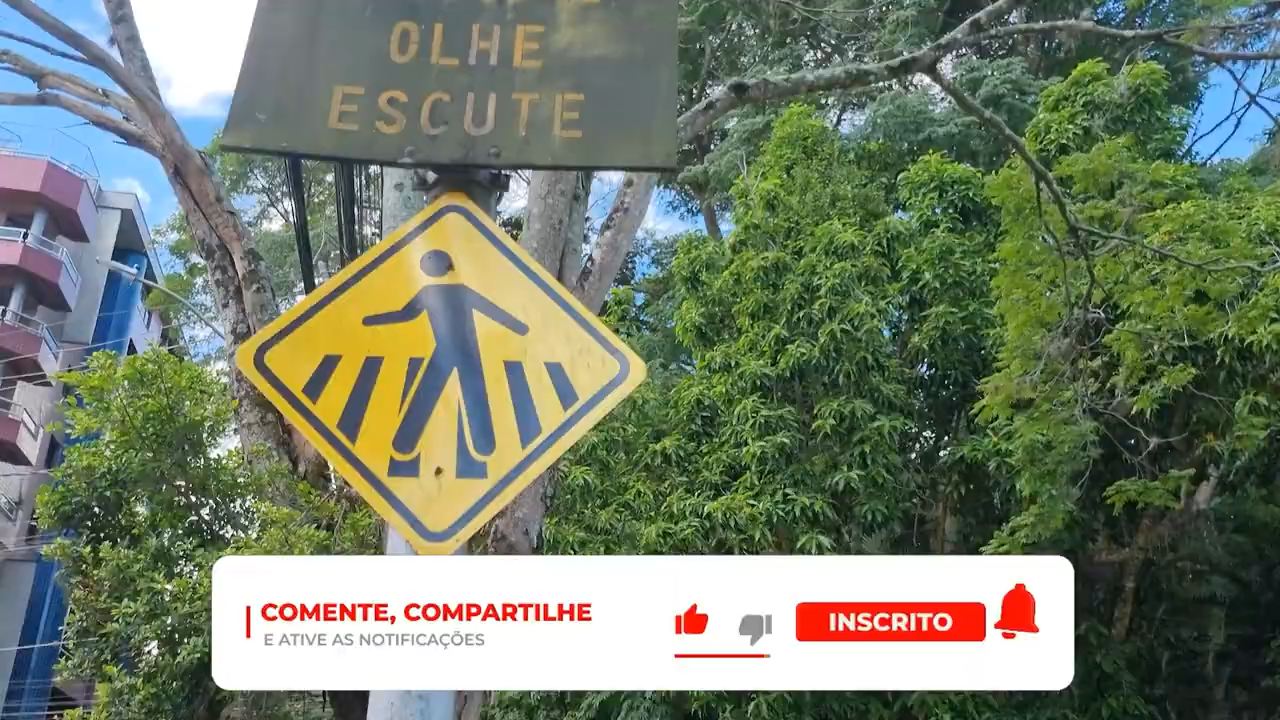 OLHE
ESCUTE
COMENTE, COMPARTILHE
E ATIVE AS NOTIFICAÇÕES
INSCRITO